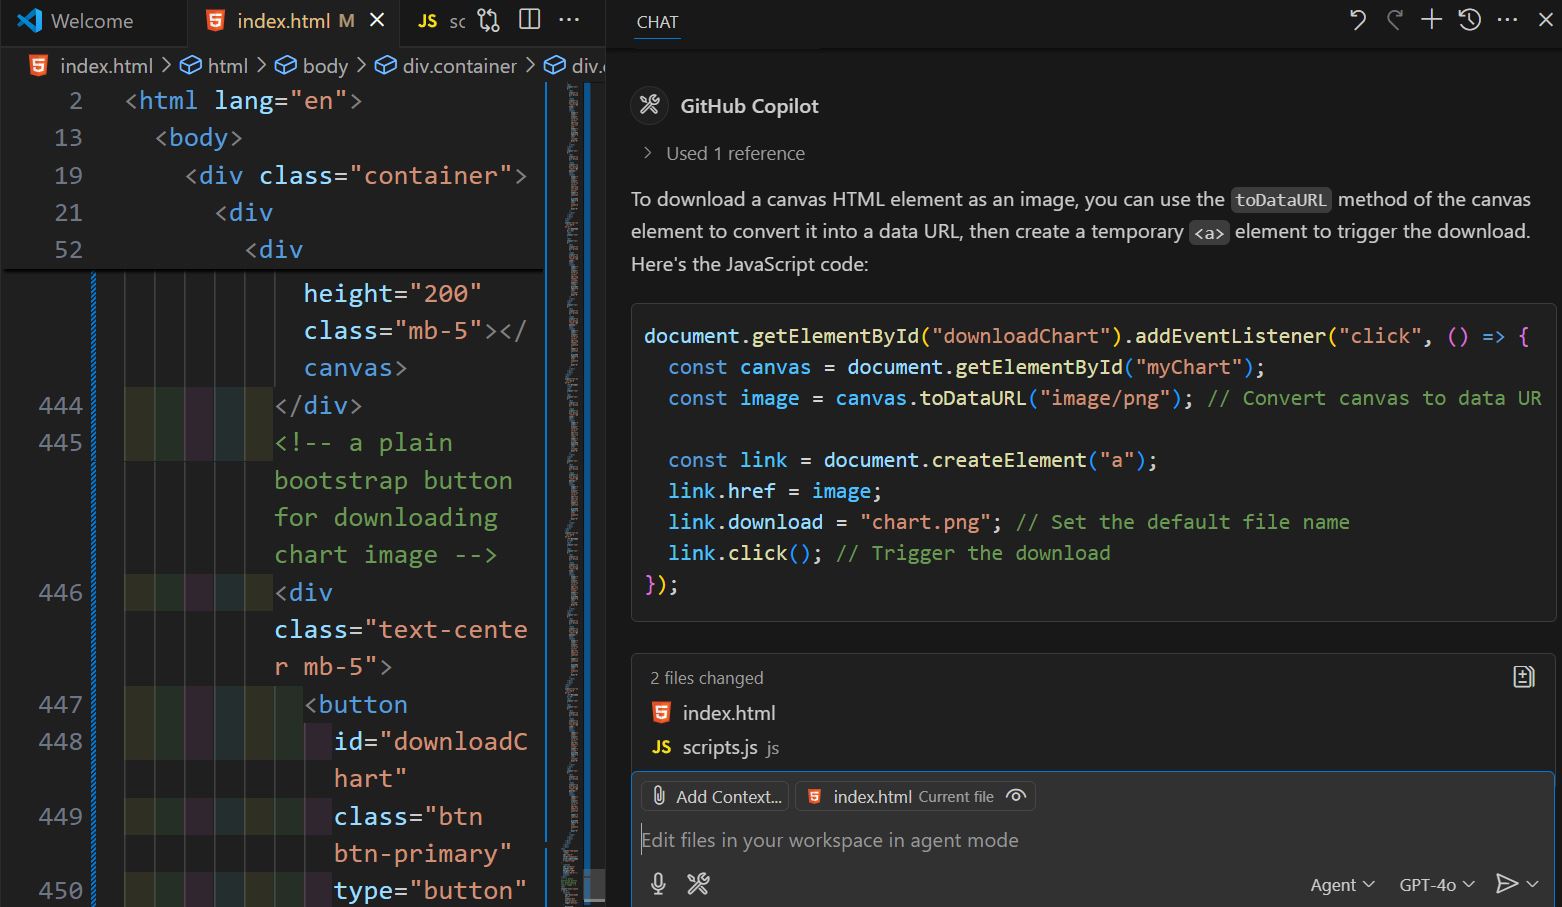 Welcome
index.html M
JS sc
CHAT
index.html > html > body > div.container > div.
2 <html lang="en">
13 <body>
19 <div class="container">
21 <div
52 <div
height="200"
class="mb-5"></
canvas>
444 </div>
445 <!-- a plain
bootstrap button
for downloading
chart image -->
446 <div
class="text-cente
r mb-5">
447 <button
448 id="downloadC
hart"
449 class="btn
btn-primary"
450 type="button"
GitHub Copilot
> Used 1 reference
To download a canvas HTML element as an image, you can use the toDataURL method of the canvas
element to convert it into a data URL, then create a temporary <a> element to trigger the download.
Here's the JavaScript code:
document.getElementById("downloadChart").addEventListener("click", () => {
const canvas = document.getElementById("myChart");
const image = canvas.toDataURL("image/png"); // Convert canvas to data UR
const link = document.createElement("a");
link.href = image;
link.download = "chart.png"; // Set the default file name
link.click(); // Trigger the download
});
2 files changed
index.html
JS scripts.js js
Add Context...
index.html Current file
Edit files in your workspace in agent mode
Agent
GPT-4o